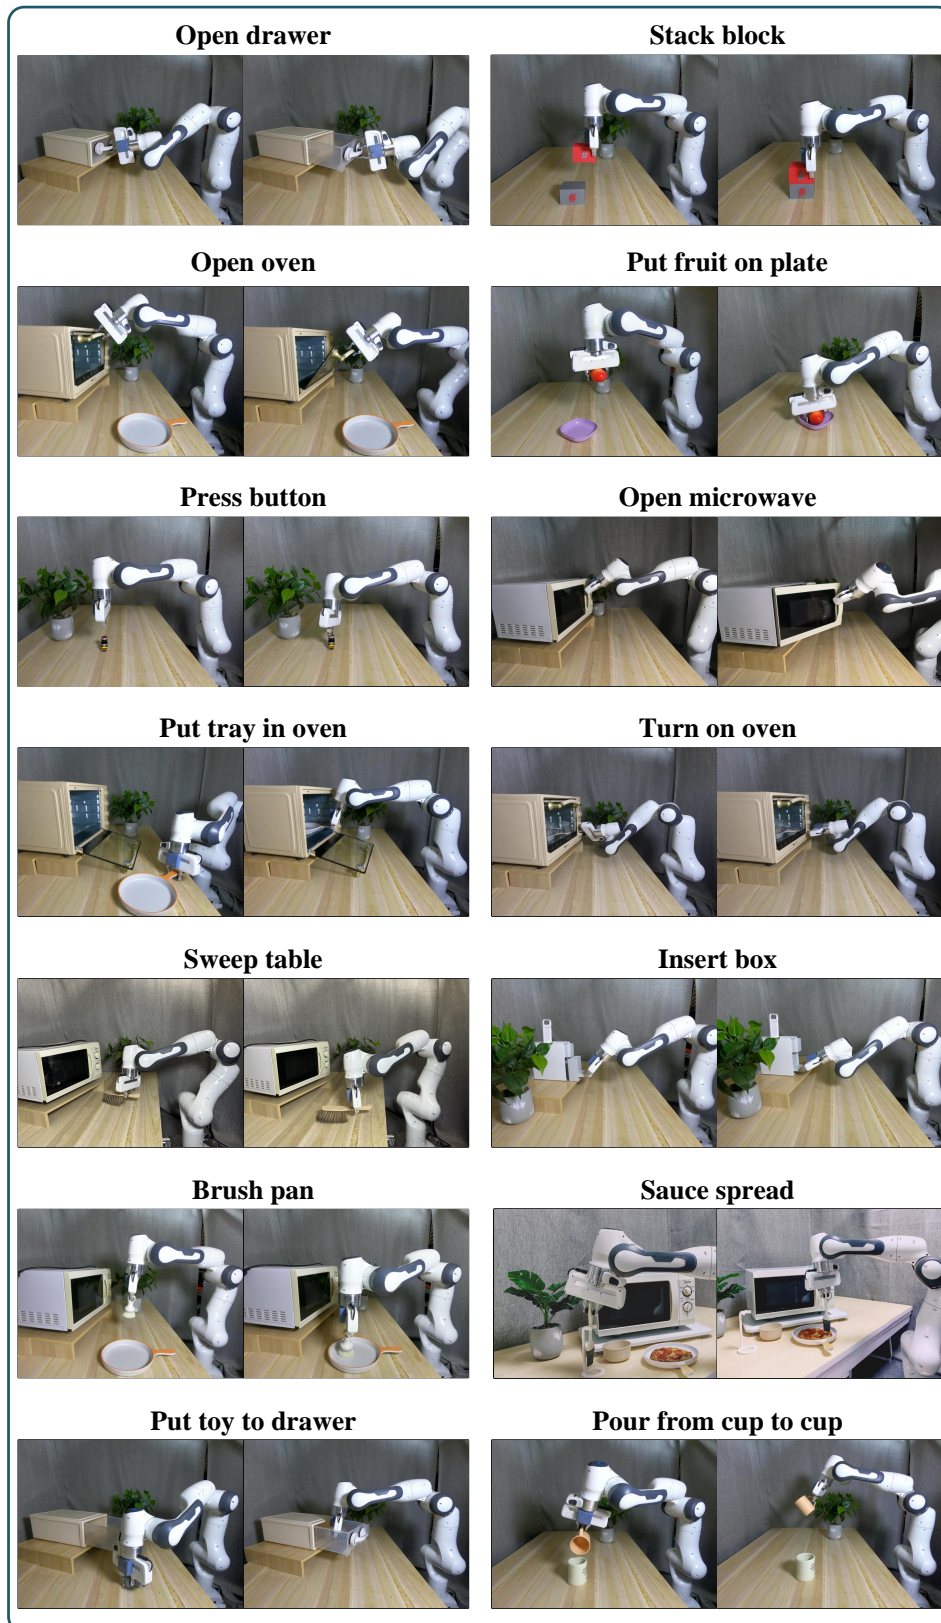 Open drawer
Stack block
Open oven
Put fruit on plate
Press button
Open microwave
Put tray in oven
Turn on oven
Sweep table
Insert box
Brush pan
Sauce spread
Put toy to drawer
Pour from cup to cup